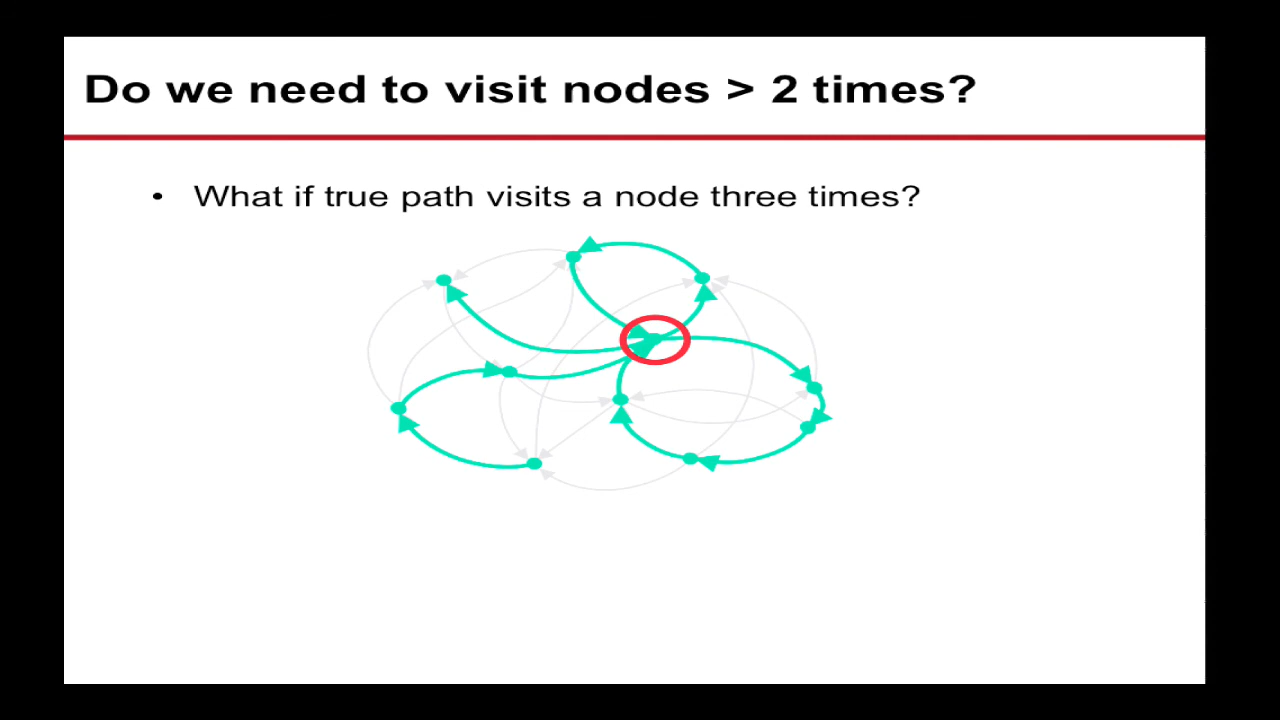 Do we need to visit nodes > 2 times?
• What if true path visits a node three times?